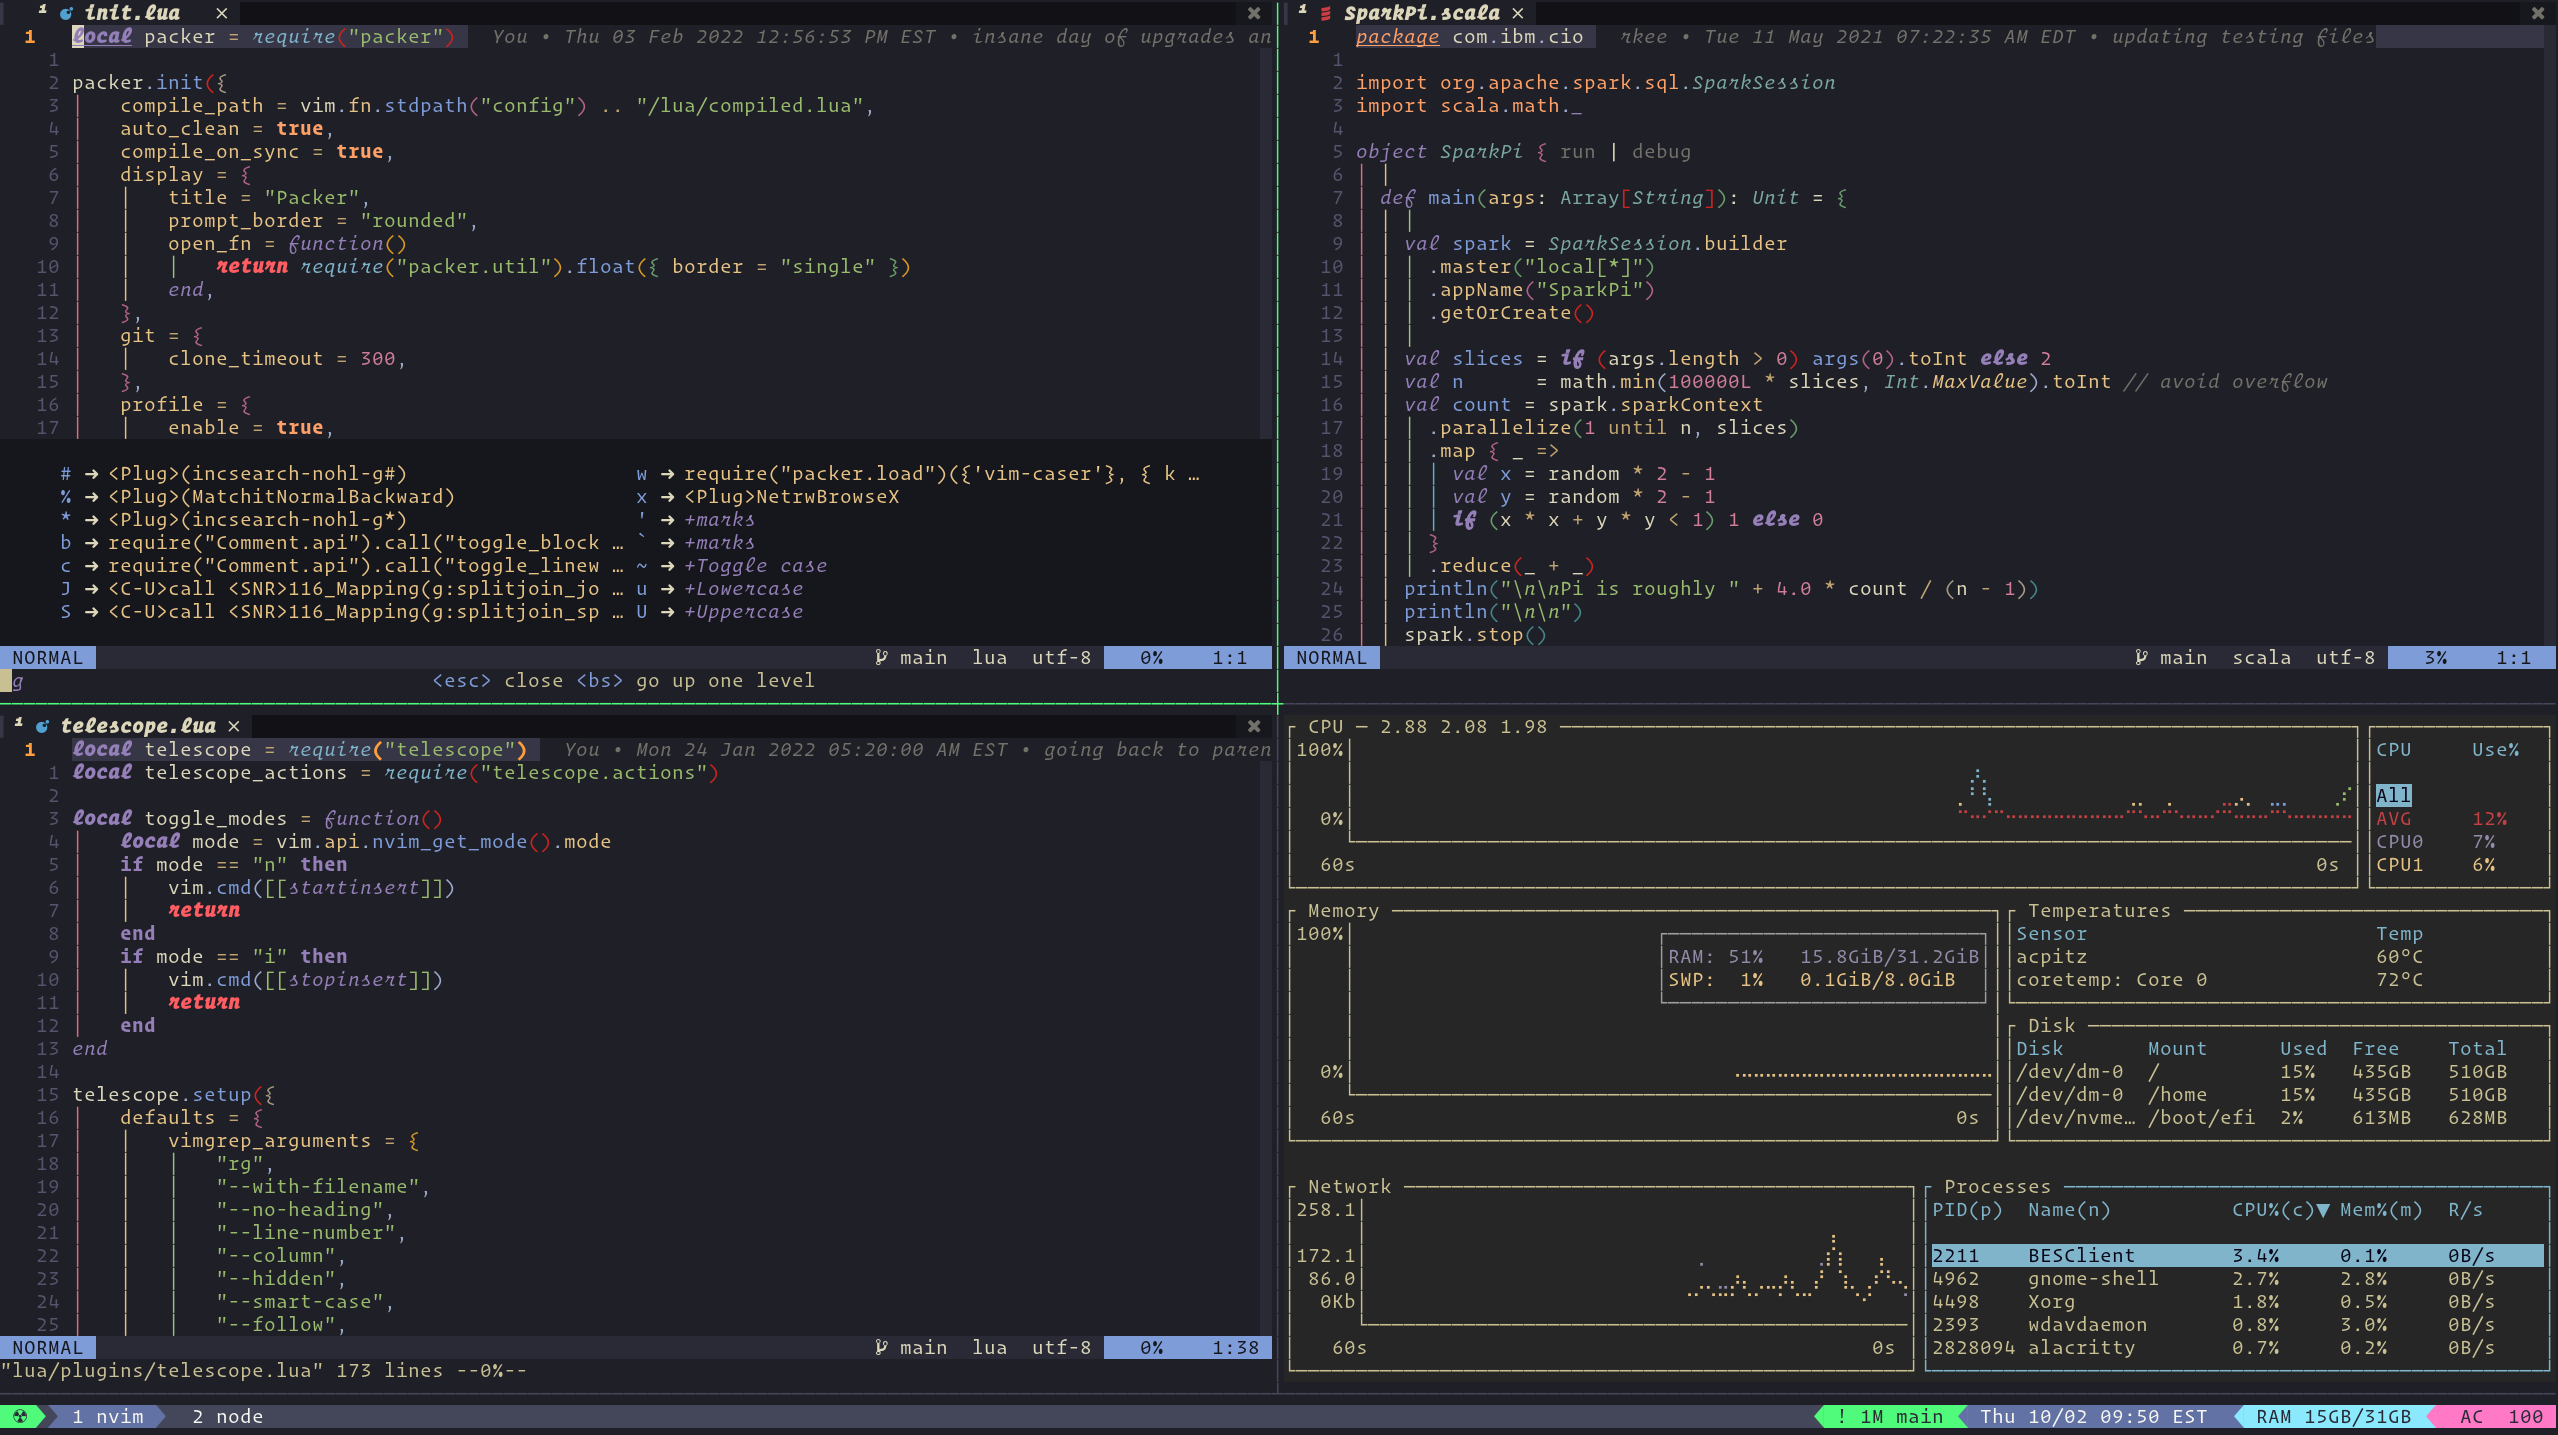 ¹ init.lua ×
1 local packer = require("packer") You • Thu 03 Feb 2022 12:56:53 PM EST • insane day of upgrades an
1
2 packer.init({
3 compile_path = vim.fn.stdpath("config") .. "/lua/compiled.lua",
4 auto_clean = true,
5 compile_on_sync = true,
6 display = {
7 title = "Packer",
8 prompt_border = "rounded",
9 open_fn = function()
10 return require("packer.util").float({ border = "single" })
11 end,
12 },
13 git = {
14 clone_timeout = 300,
15 },
16 profile = {
17 enable = true,
# → <Plug>(incsearch-nohl-g#) w → require("packer.load")({'vim-caser'}, { k …
% → <Plug>(MatchitNormalBackward) x → <Plug>NetrwBrowseX
* → <Plug>(incsearch-nohl-g*) ' → +marks
b → require("Comment.api").call("toggle_block … ` → +marks
c → require("Comment.api").call("toggle_linew … ~ → +Toggle case
J → <C-U>call <SNR>116_Mapping(g:splitjoin_jo … u → +Lowercase
S → <C-U>call <SNR>116_Mapping(g:splitjoin_sp … U → +Uppercase
NORMAL main lua utf-8 0% 1:1
g <esc> close <bs> go up one level
¹ SparkPi.scala ×
1 package com.ibm.cio rkee • Tue 11 May 2021 07:22:35 AM EDT • updating testing files
1
2 import org.apache.spark.sql.SparkSession
3 import scala.math._
4
5 object SparkPi { run | debug
6
7 def main(args: Array[String]): Unit = {
8
9 val spark = SparkSession.builder
10 .master("local[*]")
11 .appName("SparkPi")
12 .getOrCreate()
13
14 val slices = if (args.length > 0) args(0).toInt else 2
15 val n = math.min(100000L * slices, Int.MaxValue).toInt // avoid overflow
16 val count = spark.sparkContext
17 .parallelize(1 until n, slices)
18 .map { _ =>
19 val x = random * 2 - 1
20 val y = random * 2 - 1
21 if (x * x + y * y < 1) 1 else 0
22 }
23 .reduce(_ + _)
24 println("\n\nPi is roughly " + 4.0 * count / (n - 1))
25 println("\n\n")
26 spark.stop()
NORMAL main scala utf-8 3% 1:1
¹ telescope.lua ×
1 local telescope = require("telescope") You • Mon 24 Jan 2022 05:20:00 AM EST • going back to paren
1 local telescope_actions = require("telescope.actions")
2
3 local toggle_modes = function()
4 local mode = vim.api.nvim_get_mode().mode
5 if mode == "n" then
6 vim.cmd([[startinsert]])
7 return
8 end
9 if mode == "i" then
10 vim.cmd([[stopinsert]])
11 return
12 end
13 end
14
15 telescope.setup({
16 defaults = {
17 vimgrep_arguments = {
18 "rg",
19 "--with-filename",
20 "--no-heading",
21 "--line-number",
22 "--column",
23 "--hidden",
24 "--smart-case",
25 "--follow",
NORMAL main lua utf-8 0% 1:38
"lua/plugins/telescope.lua" 173 lines --0%--
CPU — 2.88 2.08 1.98
100%
0%
60s 0s
CPU Use%
All
AVG 12%
CPU0 7%
CPU1 6%
Memory
100%
RAM: 51% 15.8GiB/31.2GiB
SWP: 1% 0.1GiB/8.0GiB
0%
60s 0s
Temperatures
Sensor Temp
acpitz 60°C
coretemp: Core 0 72°C
Disk
Disk Mount Used Free Total
/dev/dm-0 / 15% 435GB 510GB
/dev/dm-0 /home 15% 435GB 510GB
/dev/nvme… /boot/efi 2% 613MB 628MB
Network
258.1
172.1
86.0
0Kb
60s 0s
Processes
PID(p) Name(n) CPU%(c)▼ Mem%(m) R/s
2211 BESClient 3.4% 0.1% 0B/s
4962 gnome-shell 2.7% 2.8% 0B/s
4498 Xorg 1.8% 0.5% 0B/s
2393 wdavdaemon 0.8% 3.0% 0B/s
2828094 alacritty 0.7% 0.2% 0B/s
☢ 1 nvim 2 node ! 1M main Thu 10/02 09:50 EST RAM 15GB/31GB AC 100